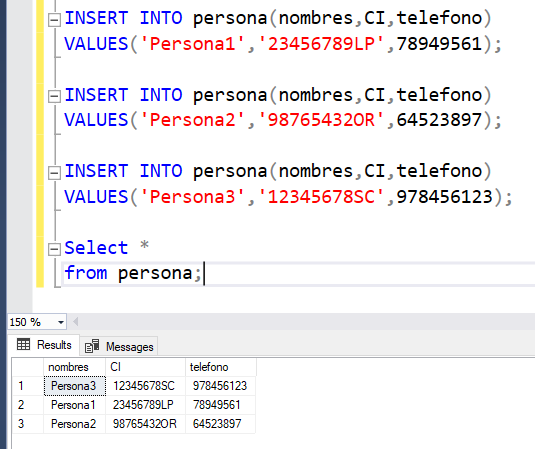 INSERT INTO persona(nombres,CI,telefono)
VALUES('Persona1','23456789LP',78949561);
INSERT INTO persona(nombres,CI,telefono)
VALUES('Persona2','98765432OR',64523897);
INSERT INTO persona(nombres,CI,telefono)
VALUES('Persona3','12345678SC',978456123);
Select *
from persona;
150 %
Results Messages
nombres CI telefono
1 Persona3 12345678SC 978456123
2 Persona1 23456789LP 78949561
3 Persona2 98765432OR 64523897